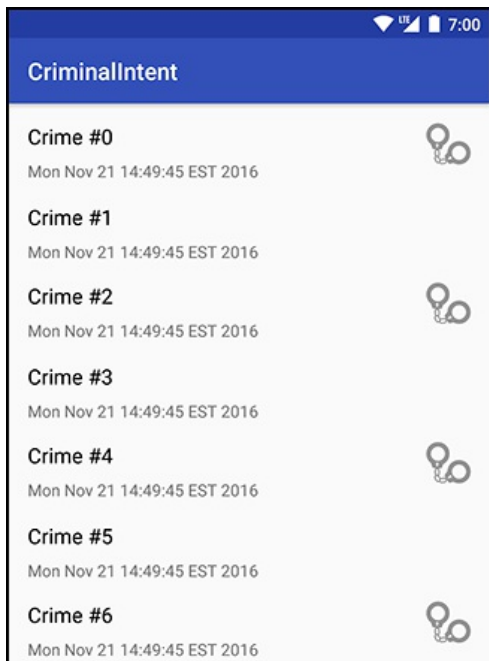 LTE 7:00
CriminalIntent
Crime #0
Mon Nov 21 14:49:45 EST 2016
Crime #1
Mon Nov 21 14:49:45 EST 2016
Crime #2
Mon Nov 21 14:49:45 EST 2016
Crime #3
Mon Nov 21 14:49:45 EST 2016
Crime #4
Mon Nov 21 14:49:45 EST 2016
Crime #5
Mon Nov 21 14:49:45 EST 2016
Crime #6
Mon Nov 21 14:49:45 EST 2016